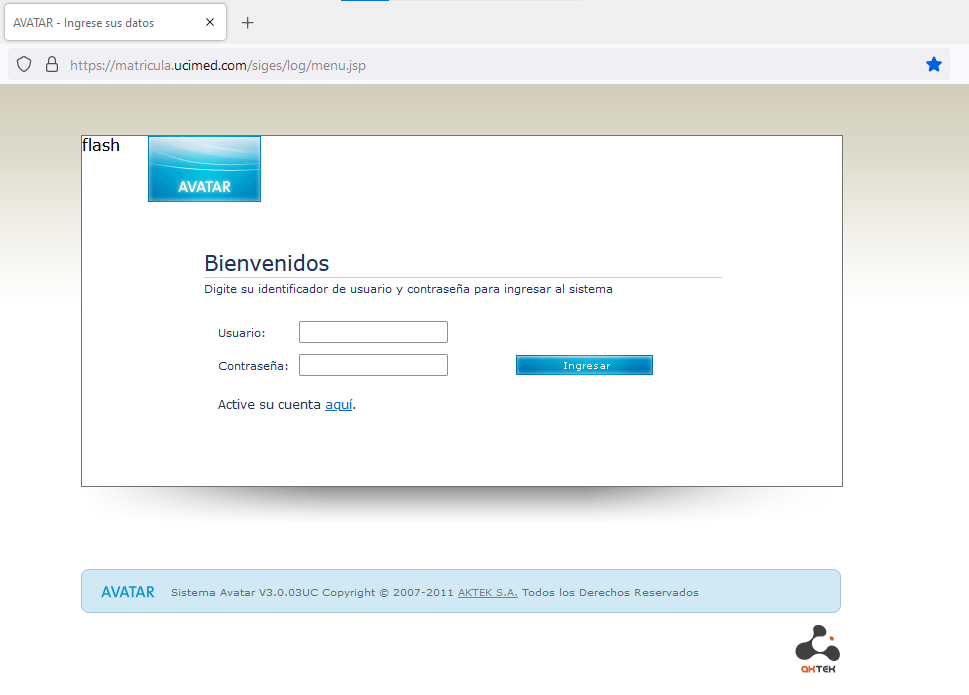 AVATAR - Ingrese sus datos
https://matricula.ucimed.com/siges/log/menu.jsp
flash
AVATAR
Bienvenidos
Digite su identificador de usuario y contraseña para ingresar al sistema
Usuario:
Contraseña:
Ingresar
Active su cuenta aquí.
AVATAR Sistema Avatar V3.0.03UC Copyright © 2007-2011 AKTEK S.A. Todos los Derechos Reservados
AKTEK